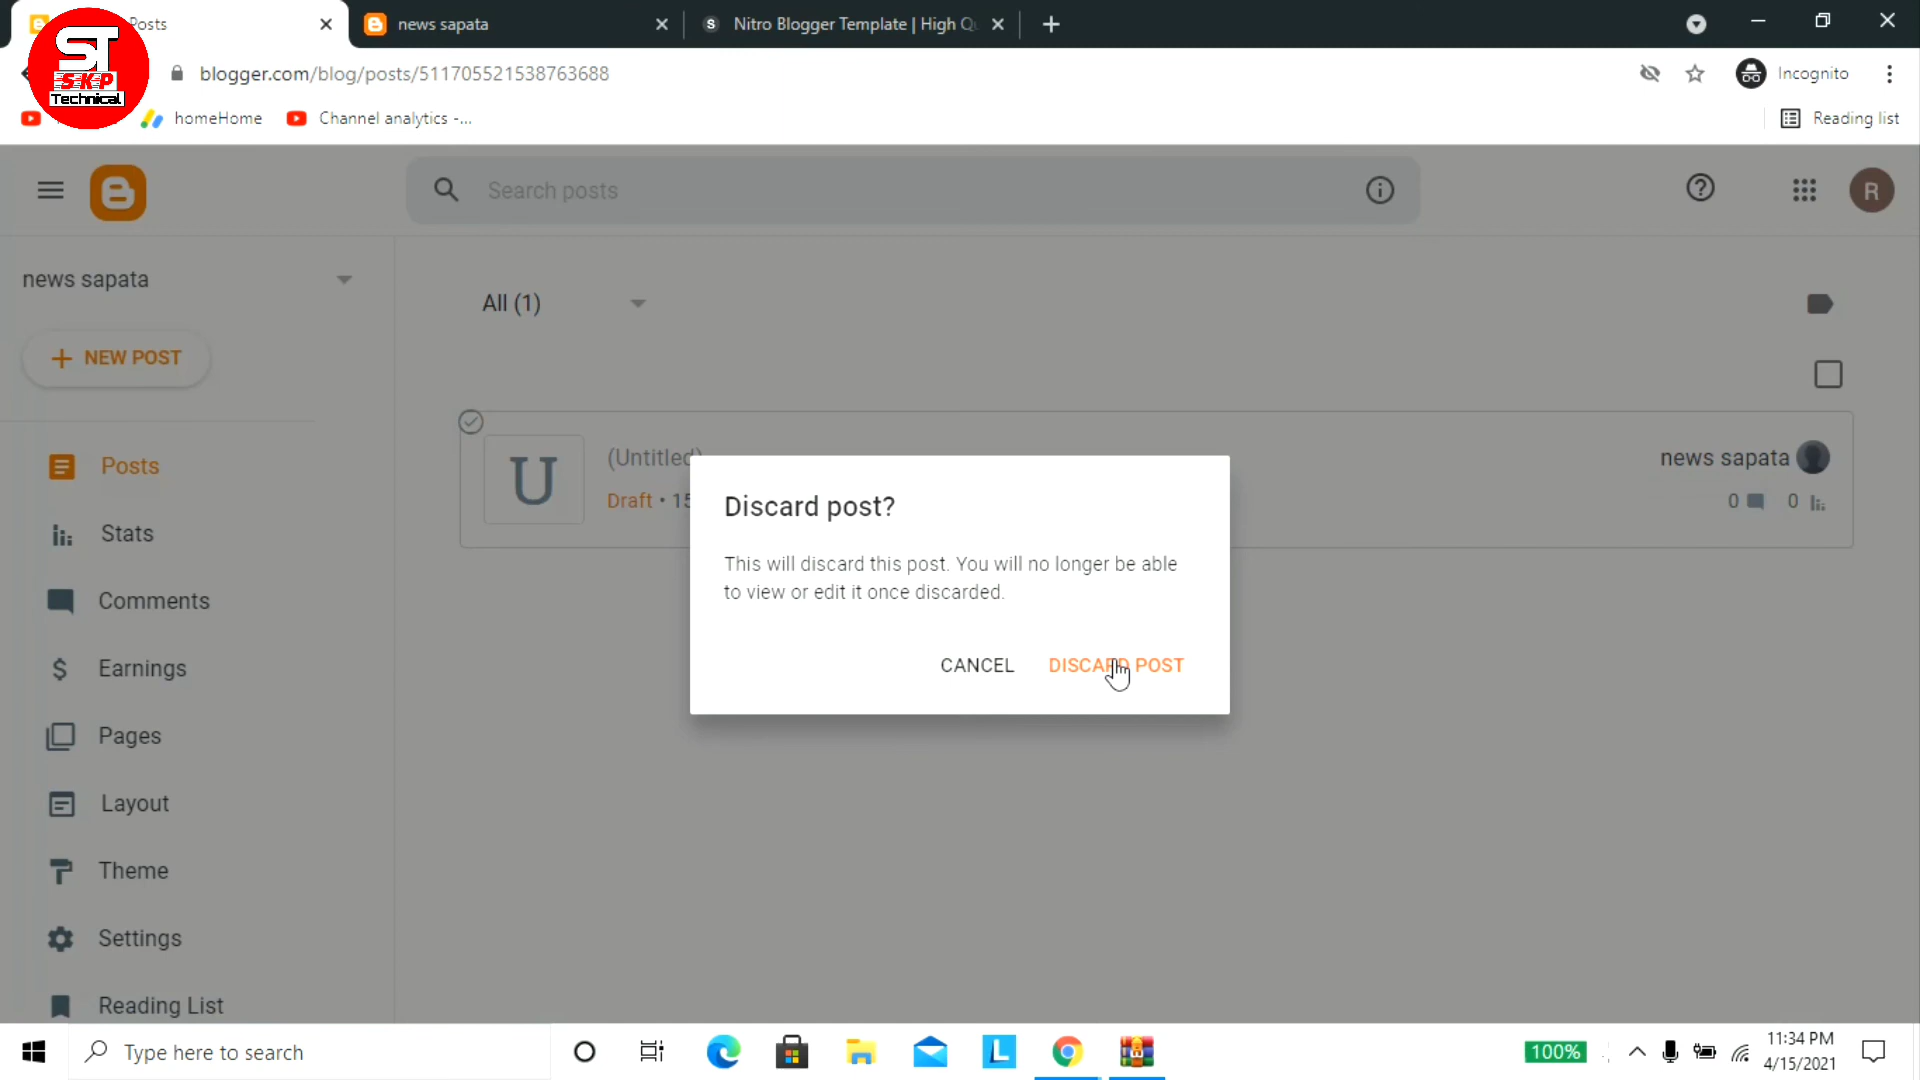 Posts
news sapata
Nitro Blogger Template | High Q
S
ST
SKP
Technical
blogger.com/blog/posts/511705521538763688
Incognito
homeHome
Channel analytics -...
Reading list
Search posts
R
news sapata
All (1)
NEW POST
Posts
Stats
Comments
Earnings
Pages
Layout
Theme
Settings
Reading List
U
(Untitled)
Draft • 15
news sapata
0
0
Discard post?
This will discard this post. You will no longer be able
to view or edit it once discarded.
CANCEL
DISCARD POST
Type here to search
L
100%
11:34 PM
4/15/2021